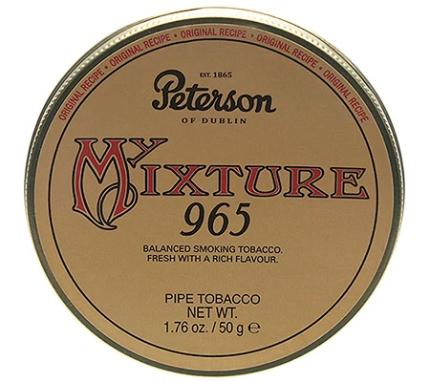 ORIGINAL RECIPE • ORIGINAL RECIPE • ORIGINAL RECIPE • ORIGINAL RECIPE
EST. 1865
Peterson
OF DUBLIN
MY MIXTURE
965
BALANCED SMOKING TOBACCO.
FRESH WITH A RICH FLAVOUR.
PIPE TOBACCO
NET WT.
1.76 oz. / 50 g ℮